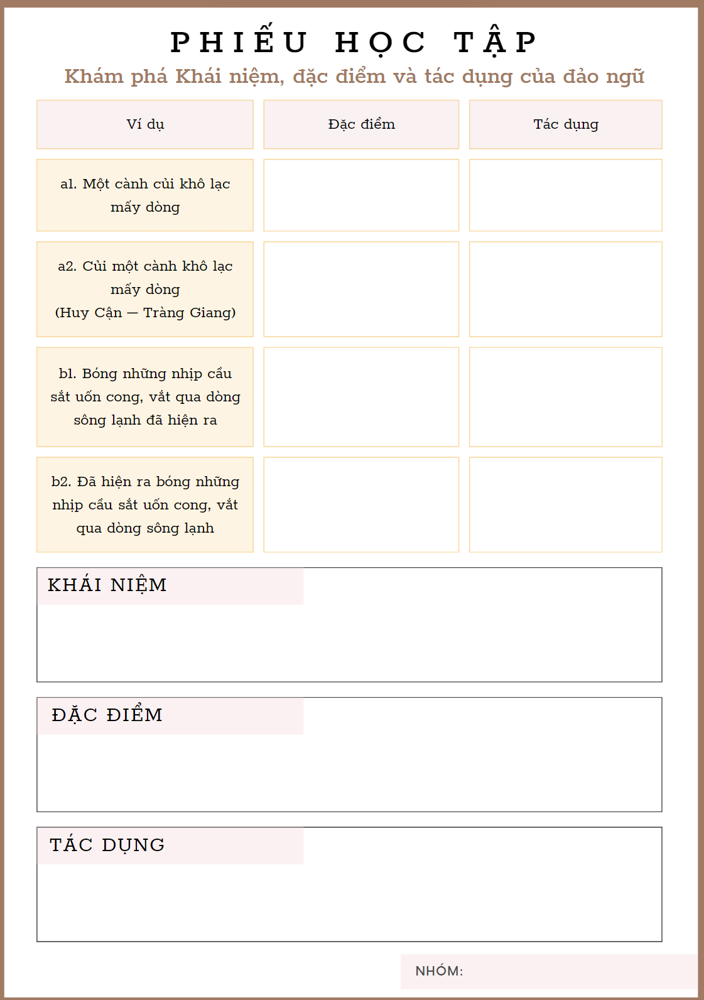 PHIẾU HỌC TẬP
Khám phá Khái niệm, đặc điểm và tác dụng của đảo ngữ
Ví dụ
Đặc điểm
Tác dụng
a1. Một cành củi khô lạc
mấy dòng
a2. Củi một cành khô lạc
mấy dòng
(Huy Cận — Tràng Giang)
b1. Bóng những nhịp cầu
sắt uốn cong, vắt qua dòng
sông lạnh đã hiện ra
b2. Đã hiện ra bóng những
nhịp cầu sắt uốn cong, vắt
qua dòng sông lạnh
KHÁI NIỆM
ĐẶC ĐIỂM
TÁC DỤNG
NHÓM: